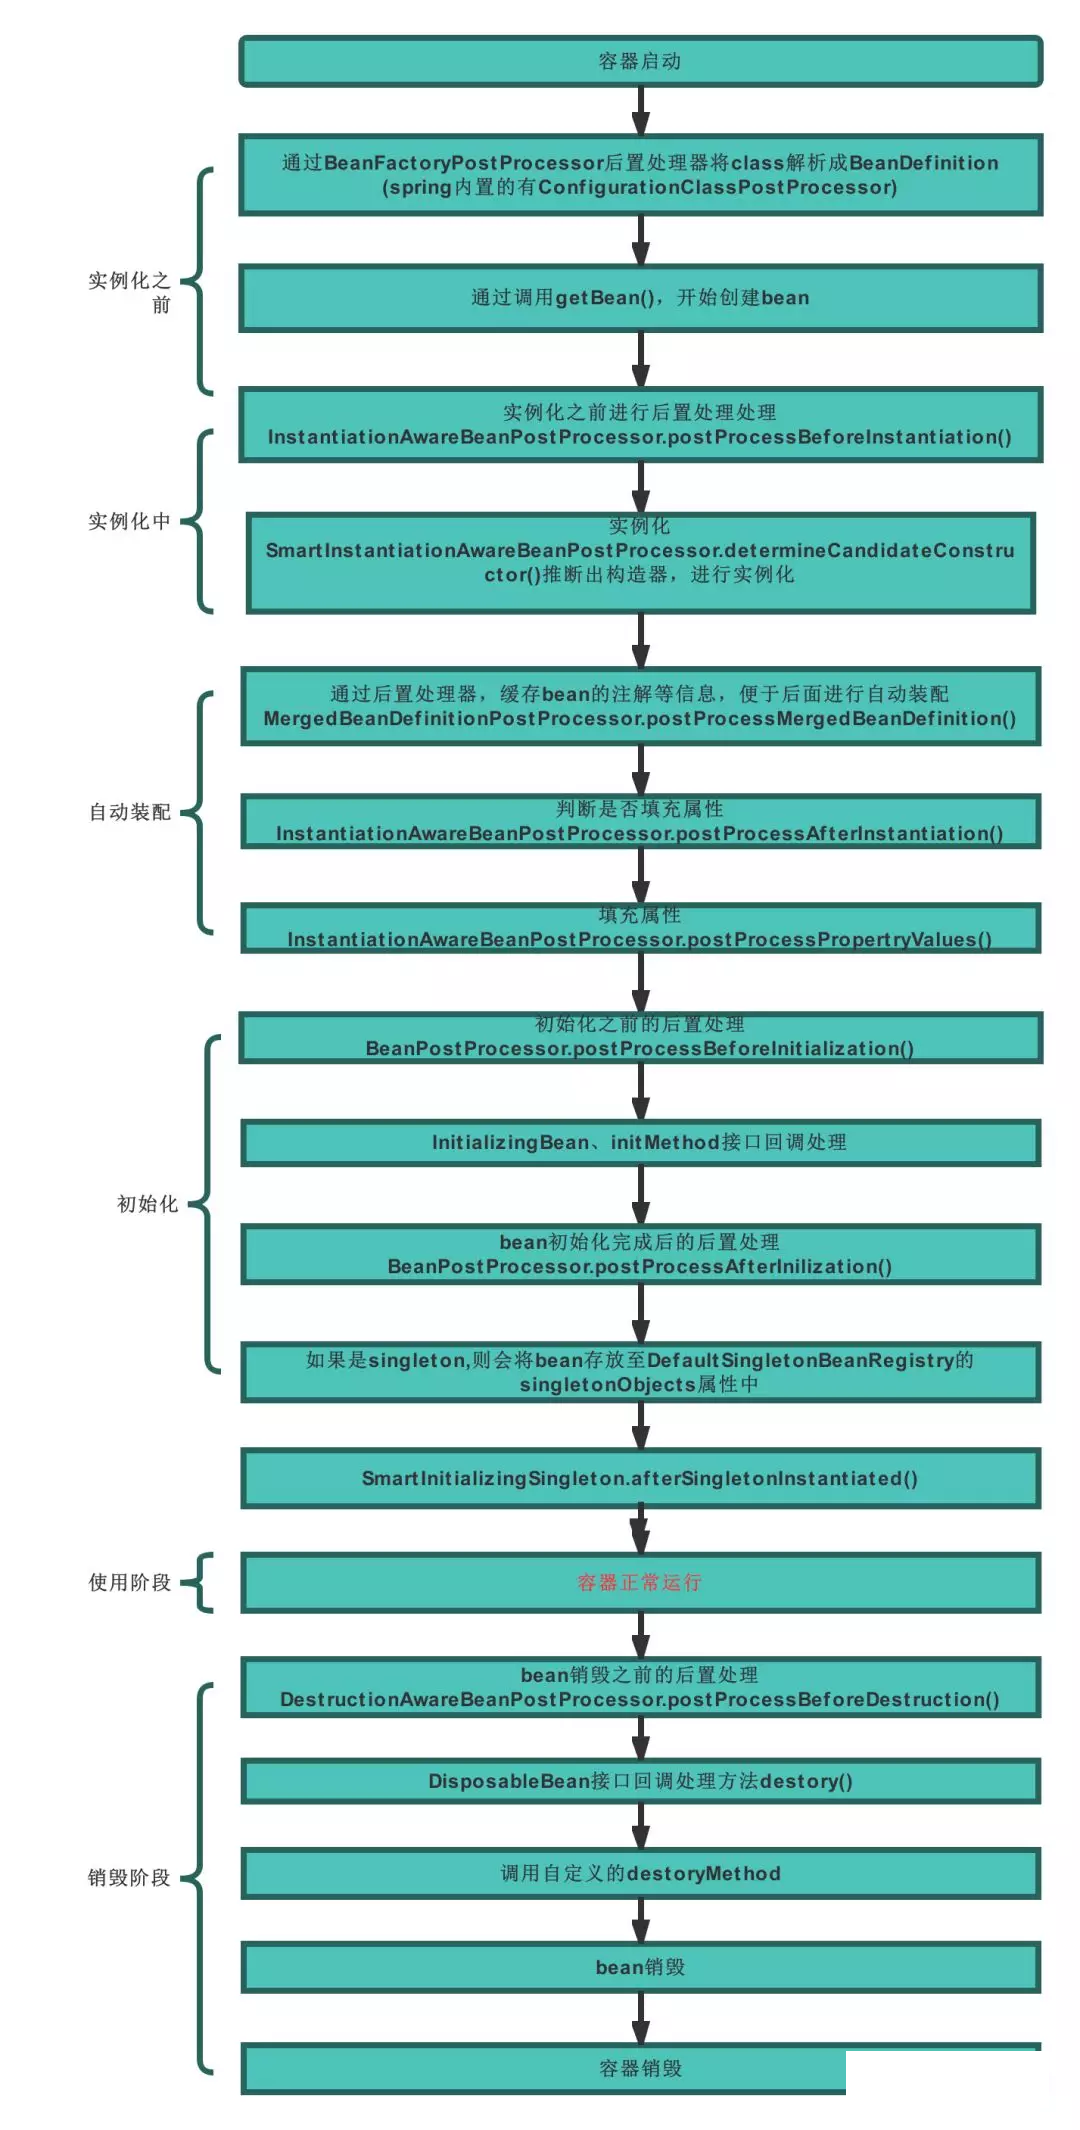 容器启动
通过BeanFactoryPostProcessor后置处理器将class解析成BeanDefinition
(spring内置的有ConfigurationClassPostProcessor)
实例化之
前
通过调用getBean()，开始创建bean
实例化之前进行后置处理处理
InstantiationAwareBeanPostProcessor.postProcessBeforeInstantiation()
实例化中
实例化
SmartInstantiationAwareBeanPostProcessor.determineCandidateConstru
ctor()推断出构造器，进行实例化
通过后置处理器，缓存bean的注解等信息，便于后面进行自动装配
MergedBeanDefinitionPostProcessor.postProcessMergedBeanDefinition()
自动装配
判断是否填充属性
InstantiationAwareBeanPostProcessor.postProcessAfterInstantiation()
填充属性
InstantiationAwareBeanPostProcessor.postProcessPropertryValues()
初始化之前的后置处理
BeanPostProcessor.postProcessBeforeInitialization()
InitializingBean、initMethod接口回调处理
初始化
bean初始化完成后的后置处理
BeanPostProcessor.postProcessAfterInilization()
如果是singleton,则会将bean存放至DefaultSingletonBeanRegistry的
singletonObjects属性中
SmartInitializingSingleton.afterSingletonInstantiated()
使用阶段
容器正常运行
bean销毁之前的后置处理
DestructionAwareBeanPostProcessor.postProcessBeforeDestruction()
DisposableBean接口回调处理方法destory()
销毁阶段
调用自定义的destoryMethod
bean销毁
容器销毁